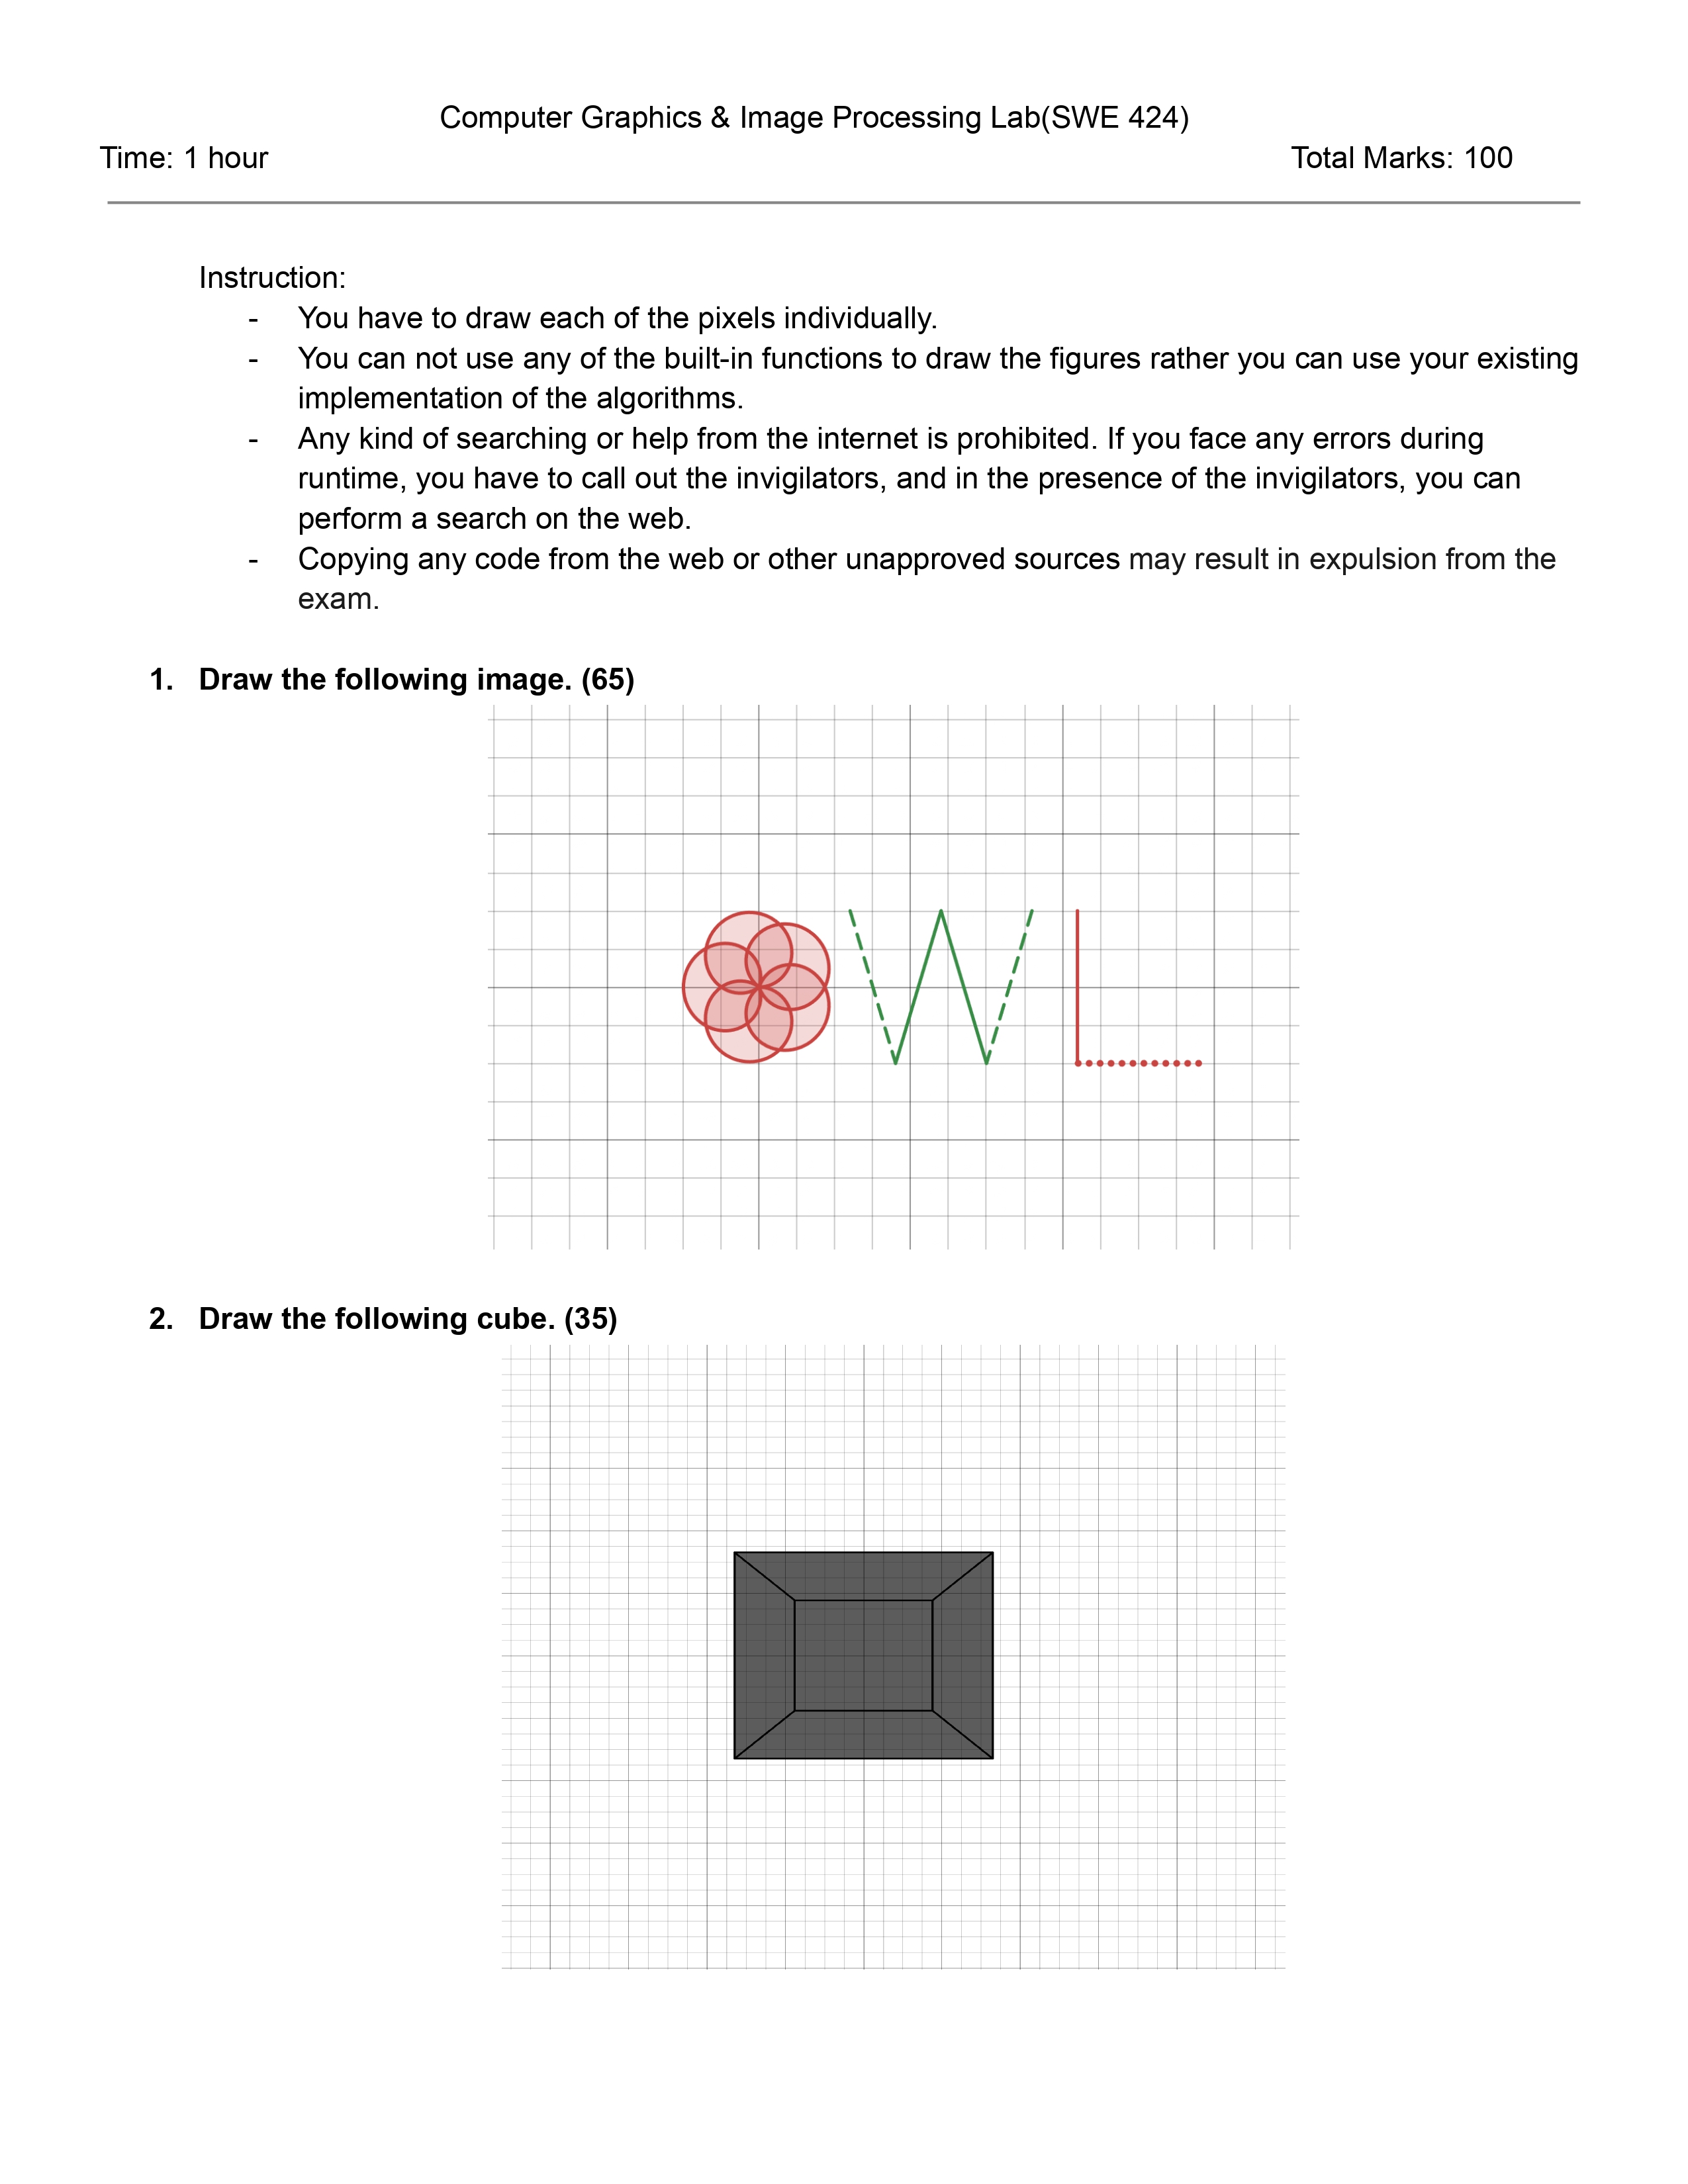 Computer Graphics & Image Processing Lab(SWE 424)
Time: 1 hour Total Marks: 100
Instruction:
- You have to draw each of the pixels individually.
- You can not use any of the built-in functions to draw the figures rather you can use your existing
implementation of the algorithms.
- Any kind of searching or help from the internet is prohibited. If you face any errors during
runtime, you have to call out the invigilators, and in the presence of the invigilators, you can
perform a search on the web.
- Copying any code from the web or other unapproved sources may result in expulsion from the
exam.
1. Draw the following image. (65)
W L
2. Draw the following cube. (35)